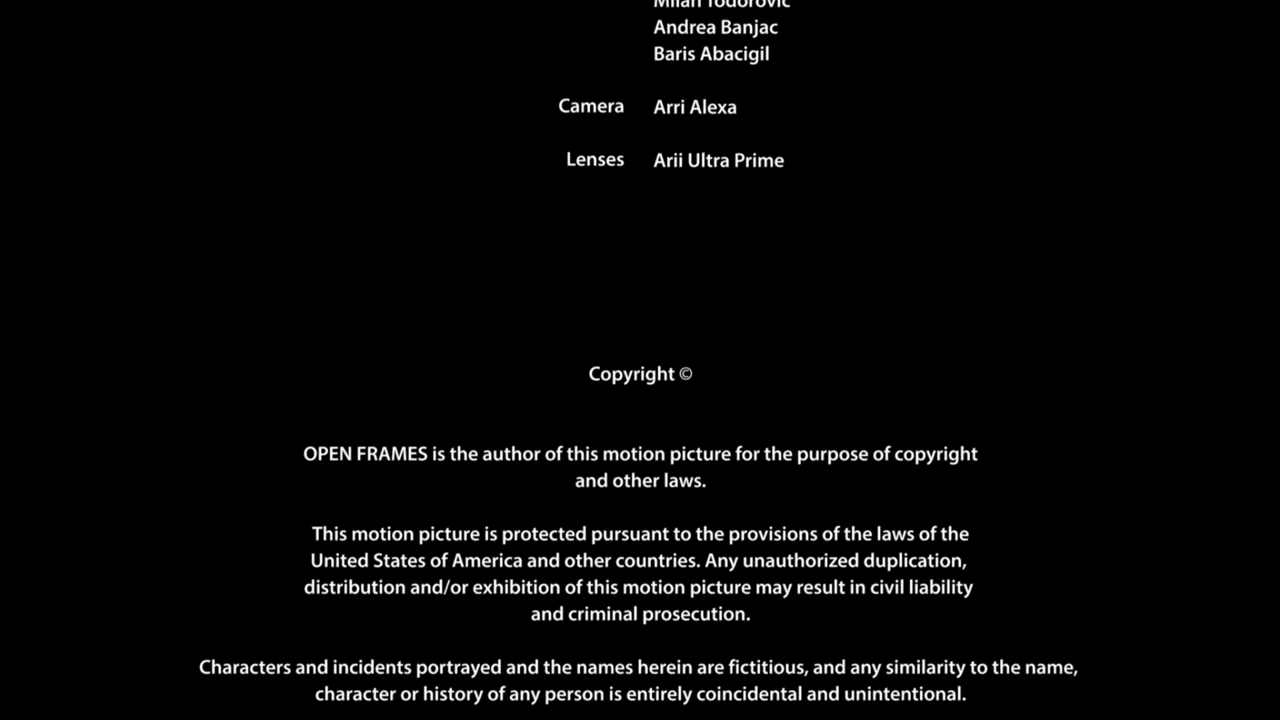 Milan Todorovic
Andrea Banjac
Baris Abacigil
Camera Arri Alexa
Lenses Arii Ultra Prime
Copyright ©
OPEN FRAMES is the author of this motion picture for the purpose of copyright
and other laws.
This motion picture is protected pursuant to the provisions of the laws of the
United States of America and other countries. Any unauthorized duplication,
distribution and/or exhibition of this motion picture may result in civil liability
and criminal prosecution.
Characters and incidents portrayed and the names herein are fictitious, and any similarity to the name,
character or history of any person is entirely coincidental and unintentional.